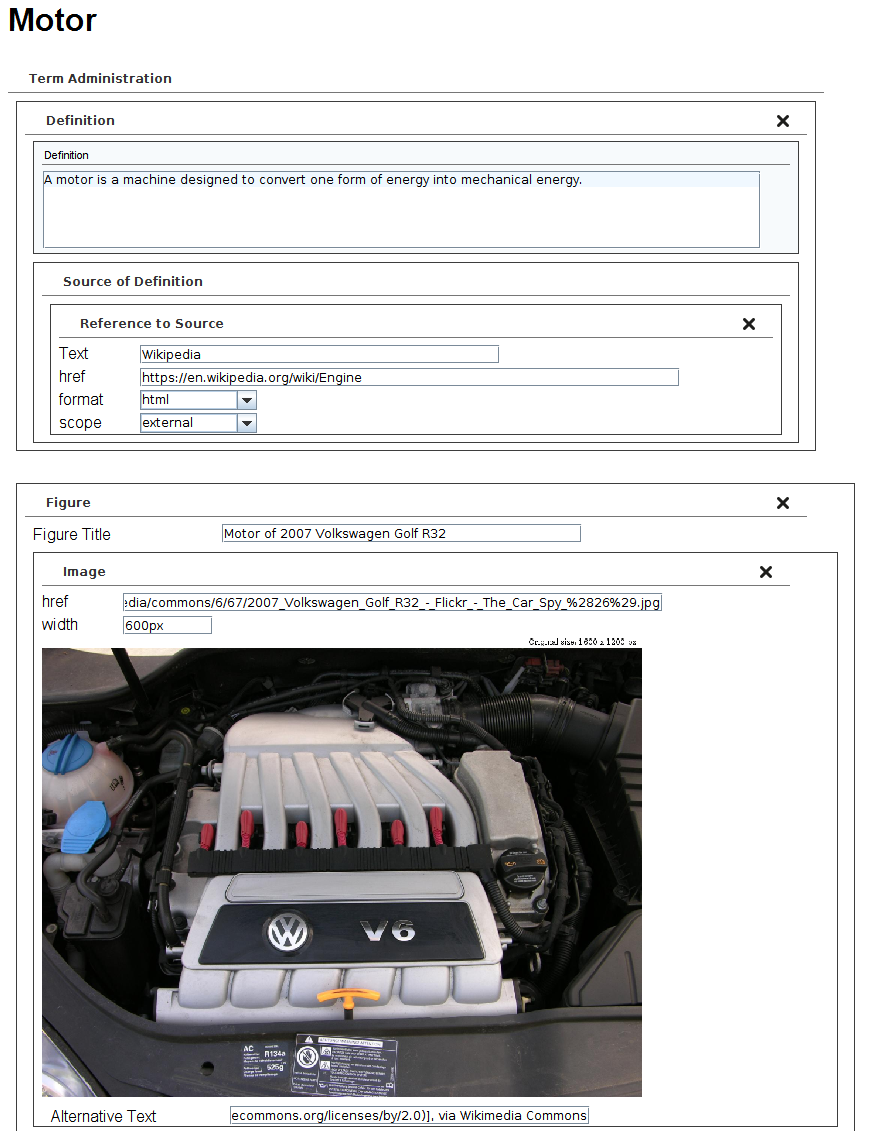 Motor
Term Administration
Definition
Definition
A motor is a machine designed to convert one form of energy into mechanical energy.
Source of Definition
Reference to Source
Text Wikipedia
href https://en.wikipedia.org/wiki/Engine
format html
scope external
Figure
Figure Title Motor of 2007 Volkswagen Golf R32
Image
href edia/commons/6/67/2007_Volkswagen_Golf_R32_-_Flickr_-_The_Car_Spy_%2826%29.jpg
width 600px
Original size: 1600 x 1200 px
V6
AC
R134a
525g
Alternative Text ecommons.org/licenses/by/2.0)], via Wikimedia Commons